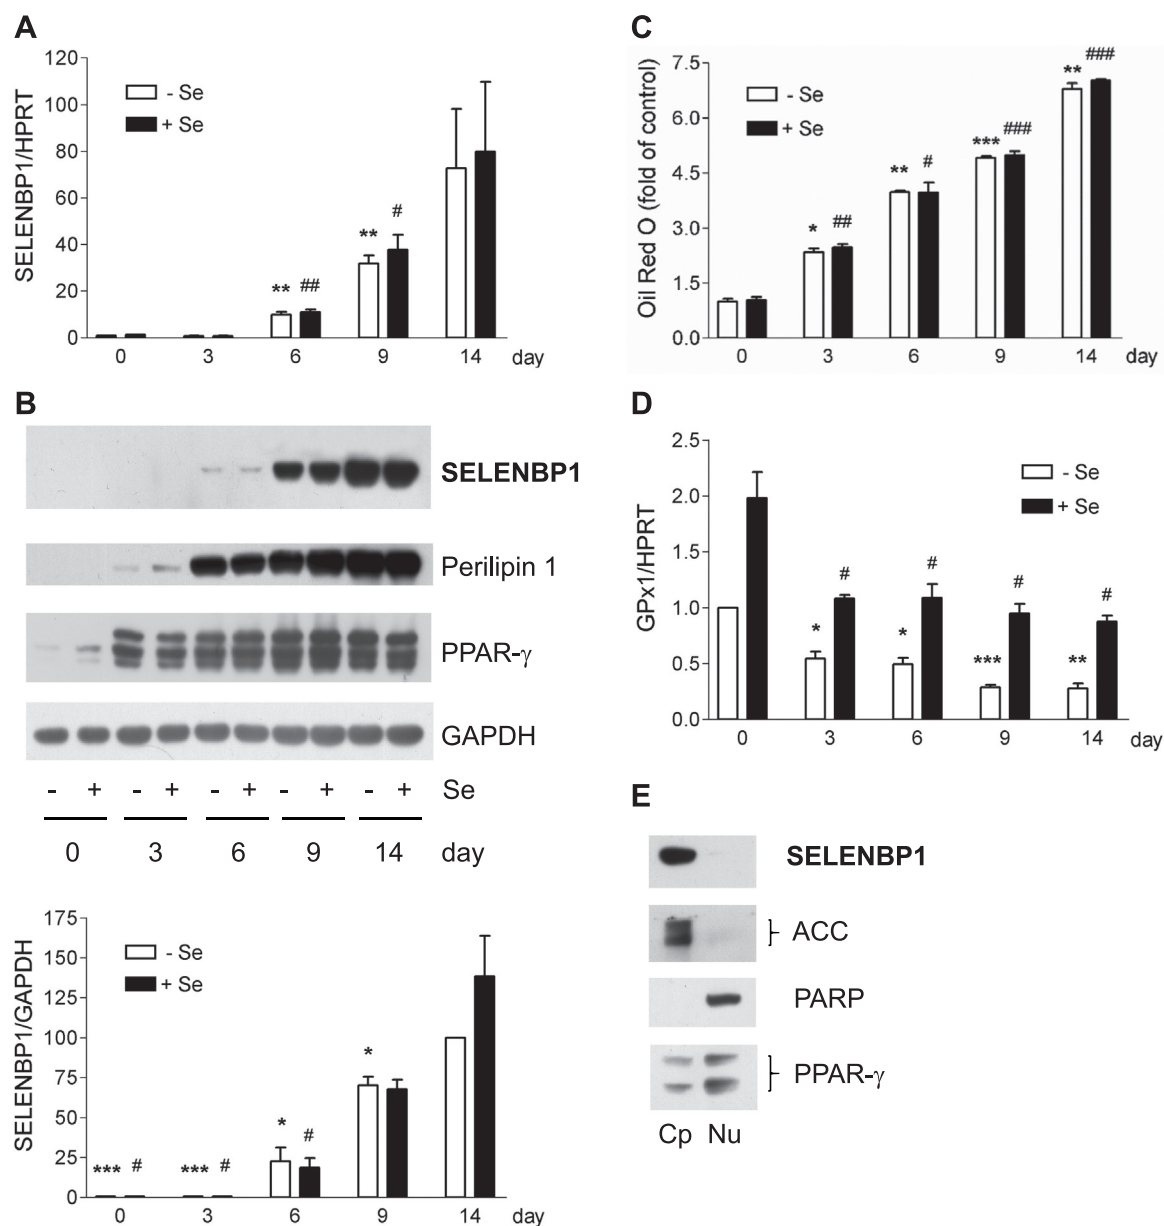 A
SELENBP1/HPRT
120
100
80
60
40
20
0
- Se
+ Se
** ## ** #
0 3 6 9 14 day
B
SELENBP1
Perilipin 1
PPAR-γ
GAPDH
- + - + - + - + - + Se
0 3 6 9 14 day
SELENBP1/GAPDH
175
150
125
100
75
50
25
0
- Se
+ Se
*** # *** # * # *
0 3 6 9 14 day
C
Oil Red O (fold of control)
7.5
6.0
4.5
3.0
1.5
0.0
- Se
+ Se
* ## ** # *** ### ** ###
0 3 6 9 14 day
D
GPx1/HPRT
2.5
2.0
1.5
1.0
0.5
0.0
- Se
+ Se
* # * # *** # ** #
0 3 6 9 14 day
E
SELENBP1
ACC
PARP
PPAR-γ
Cp Nu